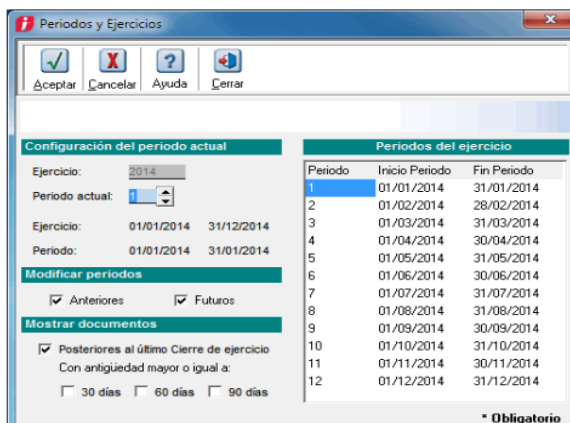 Periodos y Ejercicios
Aceptar Cancelar Ayuda Cerrar
Configuración del periodo actual
Ejercicio: 2014
Periodo actual: 1
Ejercicio: 01/01/2014 31/12/2014
Periodo: 01/01/2014 31/01/2014
Modificar periodos
Anteriores Futuros
Mostrar documentos
Posteriores al último Cierre de ejercicio
Con antigüedad mayor o igual a:
30 días 60 días 90 días
Periodos del ejercicio
Periodo Inicio Periodo Fin Periodo
1 01/01/2014 31/01/2014
2 01/02/2014 28/02/2014
3 01/03/2014 31/03/2014
4 01/04/2014 30/04/2014
5 01/05/2014 31/05/2014
6 01/06/2014 30/06/2014
7 01/07/2014 31/07/2014
8 01/08/2014 31/08/2014
9 01/09/2014 30/09/2014
10 01/10/2014 31/10/2014
11 01/11/2014 30/11/2014
12 01/12/2014 31/12/2014
* Obligatorio